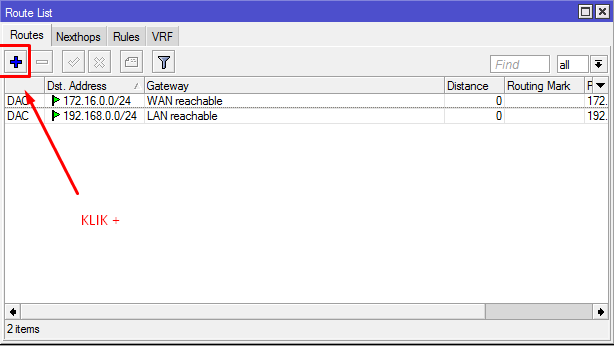 Route List
Routes Nexthops Rules VRF
Find all
Dst. Address Gateway Distance Routing Mark P
DAC 172.16.0.0/24 WAN reachable 0 172.
DAC 192.168.0.0/24 LAN reachable 0 192.
KLIK +
2 items